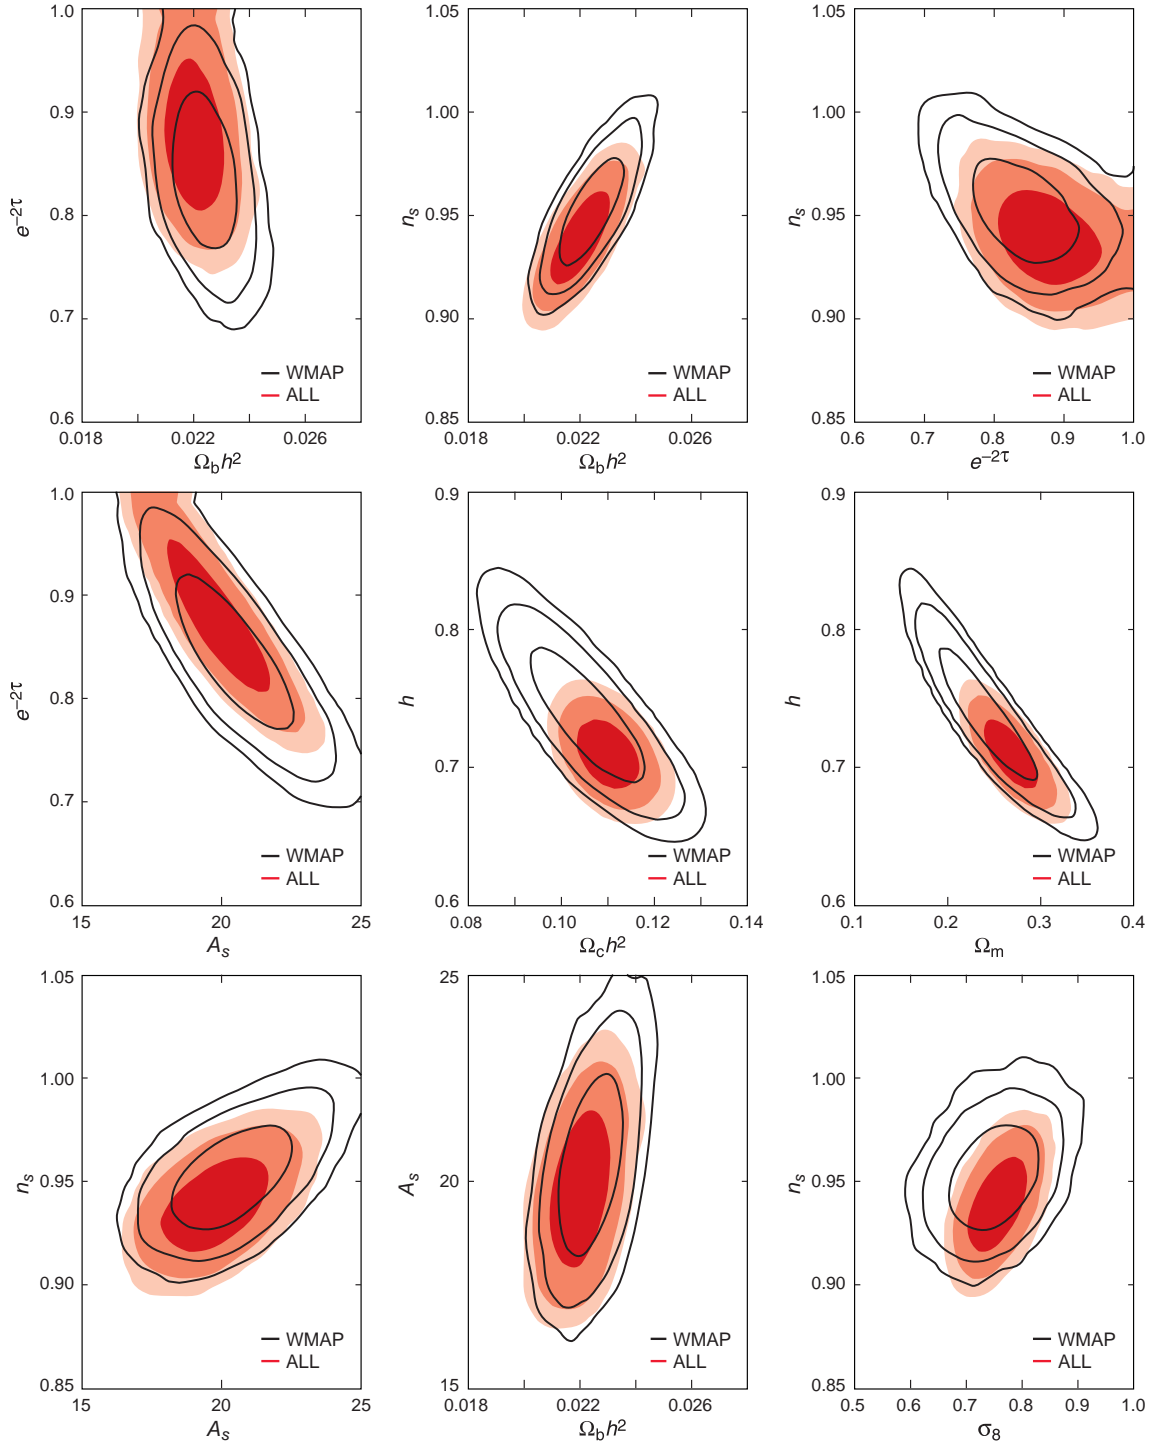 1.0
0.9
0.8
0.7
0.6
e⁻²τ
WMAP
ALL
0.018 0.022 0.026
Ω_b h²
1.05
1.00
0.95
0.90
0.85
n_s
WMAP
ALL
0.018 0.022 0.026
Ω_b h²
1.05
1.00
0.95
0.90
0.85
n_s
WMAP
ALL
0.6 0.7 0.8 0.9 1.0
e⁻²τ
1.0
0.9
0.8
0.7
0.6
e⁻²τ
WMAP
ALL
15 20 25
A_s
0.9
0.8
0.7
0.6
h
WMAP
ALL
0.08 0.10 0.12 0.14
Ω_c h²
0.9
0.8
0.7
0.6
h
WMAP
ALL
0.1 0.2 0.3 0.4
Ω_m
1.05
1.00
0.95
0.90
0.85
n_s
WMAP
ALL
15 20 25
A_s
25
20
15
A_s
WMAP
ALL
0.018 0.022 0.026
Ω_b h²
1.05
1.00
0.95
0.90
0.85
n_s
WMAP
ALL
0.5 0.6 0.7 0.8 0.9 1.0
σ_8